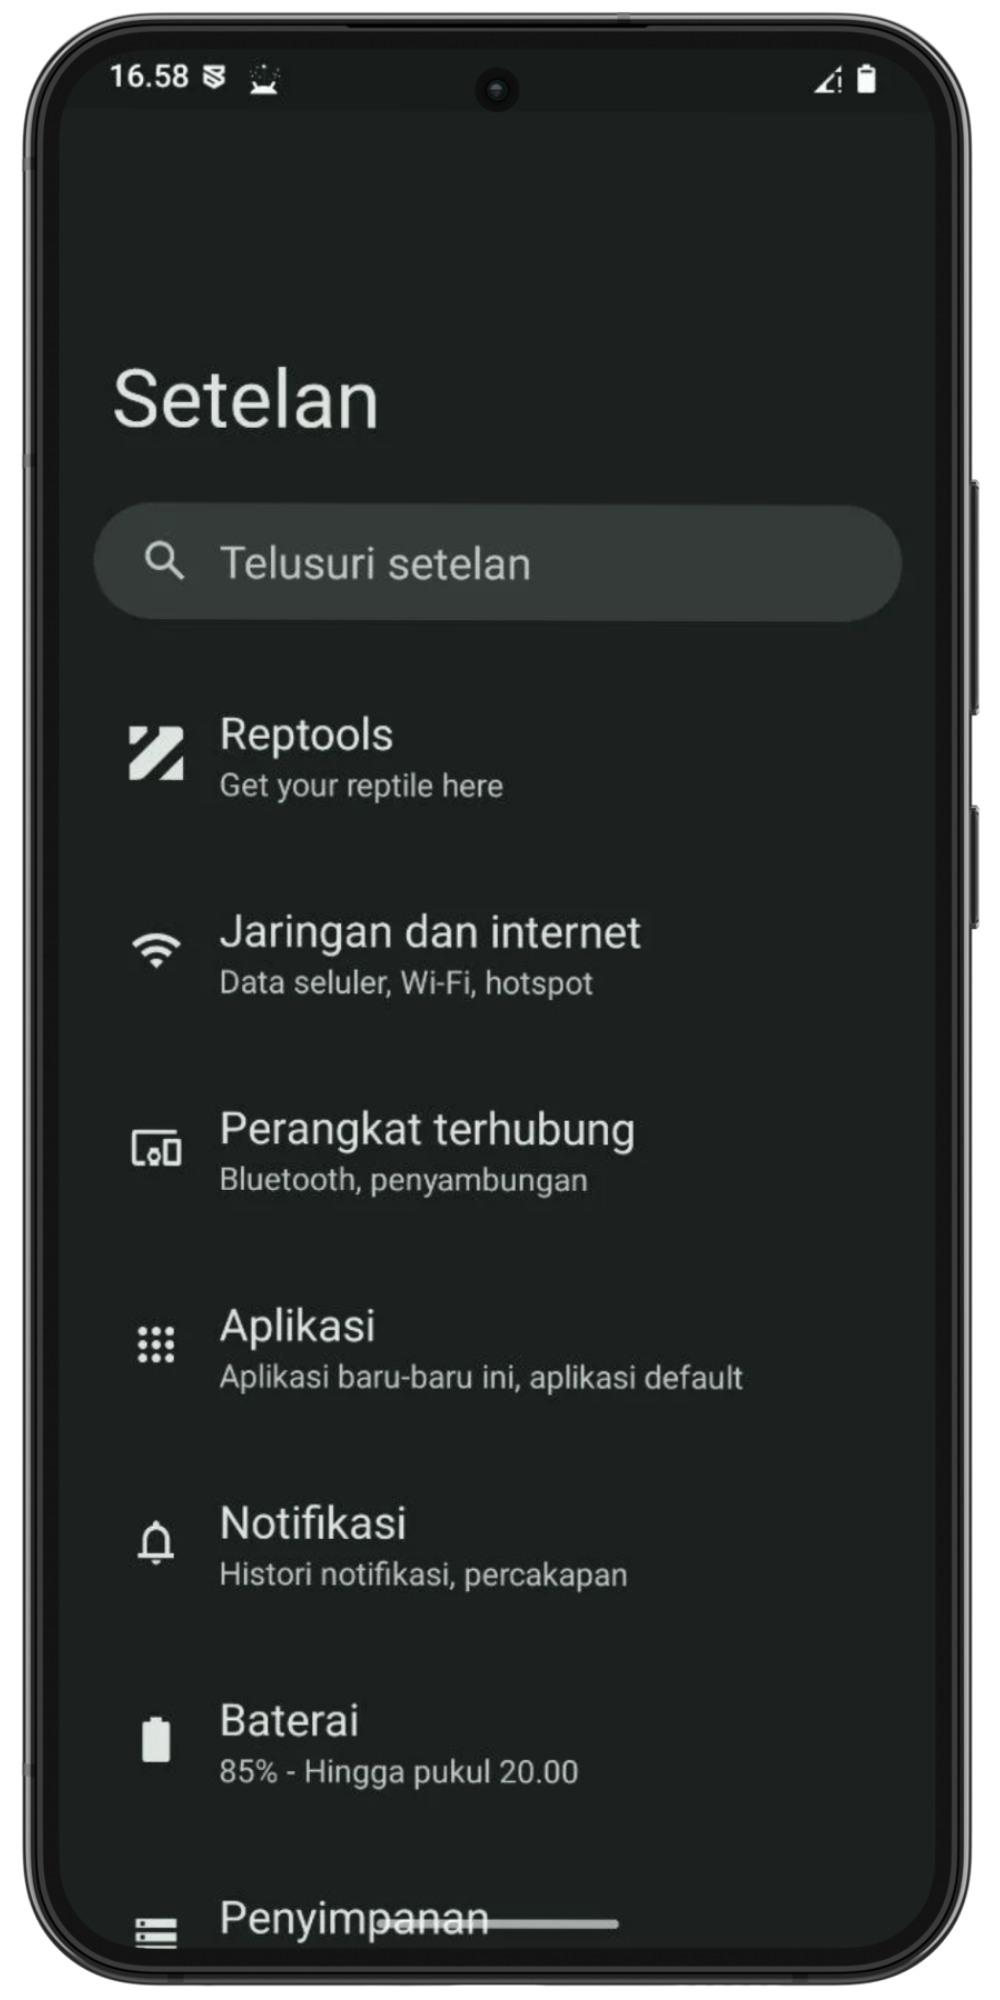 16.58
Setelan
Telusuri setelan
Reptools
Get your reptile here
Jaringan dan internet
Data seluler, Wi-Fi, hotspot
Perangkat terhubung
Bluetooth, penyambungan
Aplikasi
Aplikasi baru-baru ini, aplikasi default
Notifikasi
Histori notifikasi, percakapan
Baterai
85% - Hingga pukul 20.00
Penyimpanan